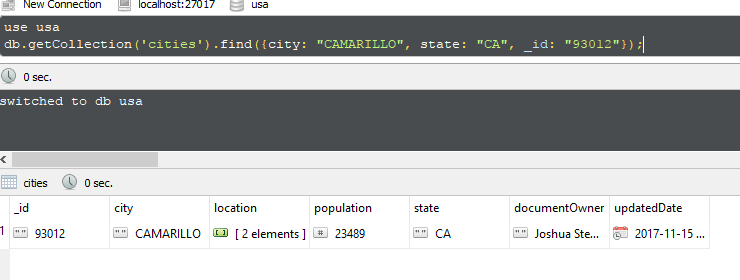 New Connection localhost:27017 usa
use usa
db.getCollection('cities').find({city: "CAMARILLO", state: "CA", _id: "93012"});
0 sec.
switched to db usa
cities 0 sec.
_id city location population state documentOwner updatedDate
1 "" 93012 "" CAMARILLO [ 2 elements ] # 23489 "" CA "" Joshua Ste... 2017-11-15 ...